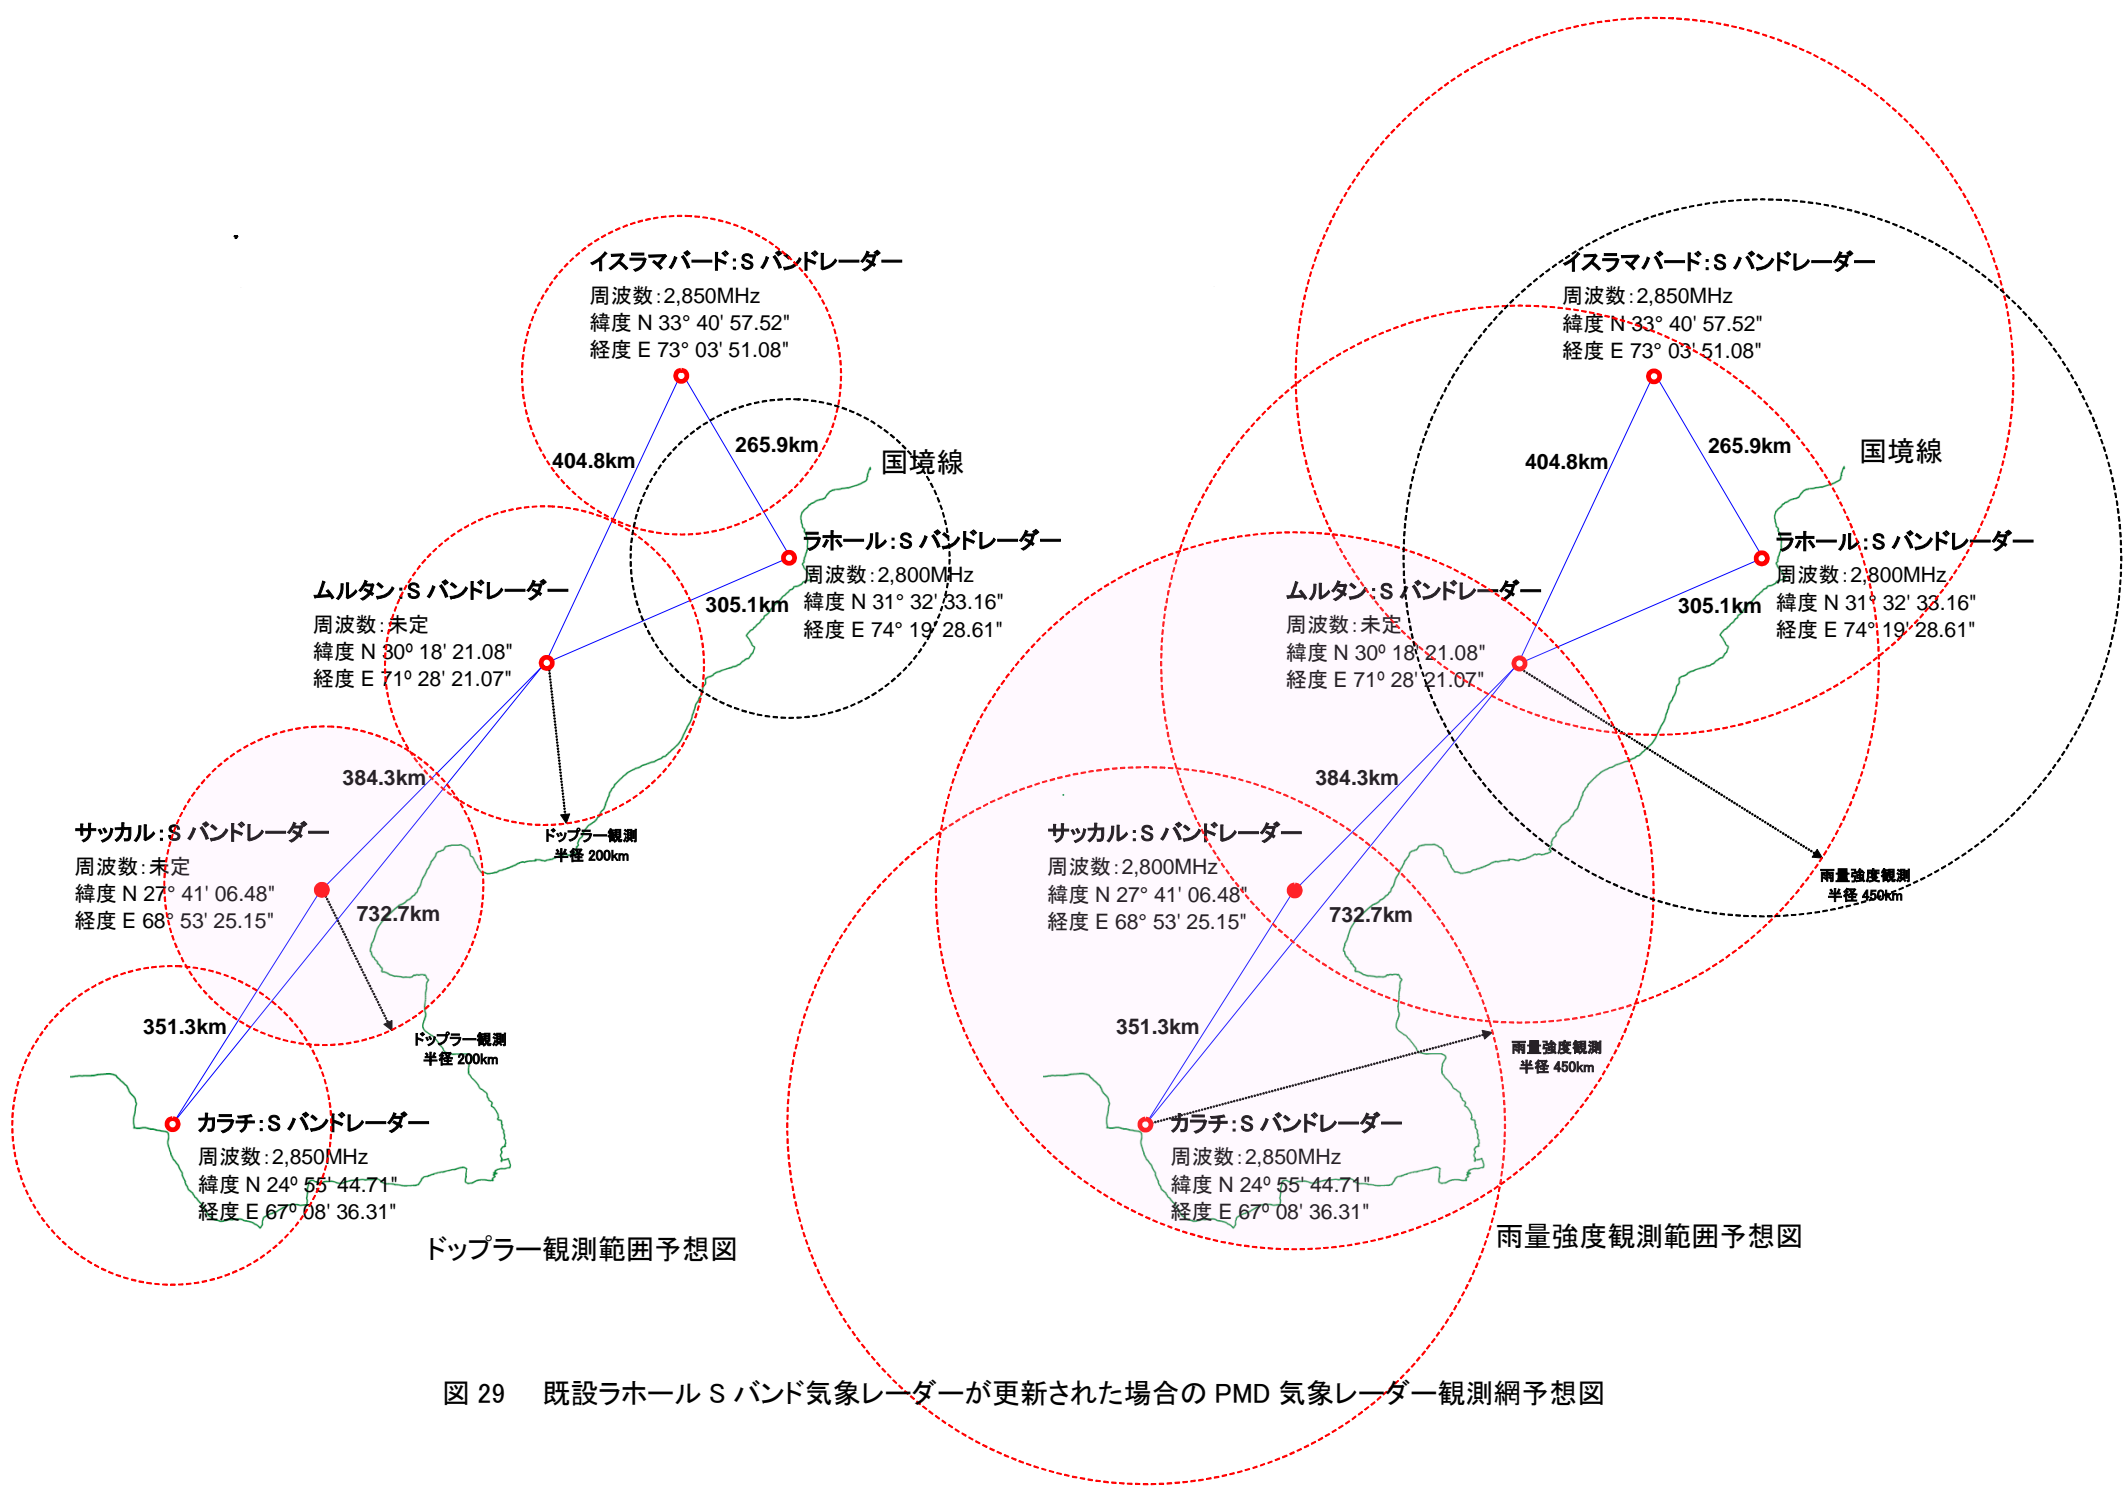 イスラマバード:S バンドレーダー
周波数:2,850MHz
緯度 N 33° 40' 57.52"
経度 E 73° 03' 51.08"
404.8km
265.9km
国境線
ラホール:S バンドレーダー
周波数:2,800MHz
緯度 N 31° 32' 33.16"
経度 E 74° 19' 28.61"
305.1km
ムルタン:S バンドレーダー
周波数:未定
緯度 N 30º 18' 21.08"
経度 E 71º 28' 21.07"
384.3km
ドップラー観測
半径 200km
サッカル:S バンドレーダー
周波数:未定
緯度 N 27° 41' 06.48"
経度 E 68° 53' 25.15"
732.7km
351.3km
ドップラー観測
半径 200km
カラチ:S バンドレーダー
周波数:2,850MHz
緯度 N 24º 55' 44.71"
経度 E 67º 08' 36.31"
ドップラー観測範囲予想図
イスラマバード:S バンドレーダー
周波数:2,850MHz
緯度 N 33° 40' 57.52"
経度 E 73° 03' 51.08"
404.8km
265.9km
国境線
ラホール:S バンドレーダー
周波数:2,800MHz
緯度 N 31° 32' 33.16"
経度 E 74° 19' 28.61"
305.1km
ムルタン:S バンドレーダー
周波数:未定
緯度 N 30º 18' 21.08"
経度 E 71º 28' 21.07"
384.3km
雨量強度観測
半径 450km
サッカル:S バンドレーダー
周波数:2,800MHz
緯度 N 27° 41' 06.48"
経度 E 68° 53' 25.15"
732.7km
351.3km
雨量強度観測
半径 450km
カラチ:S バンドレーダー
周波数:2,850MHz
緯度 N 24º 55' 44.71"
経度 E 67º 08' 36.31"
雨量強度観測範囲予想図
図 29 既設ラホール S バンド気象レーダーが更新された場合の PMD 気象レーダー観測網予想図